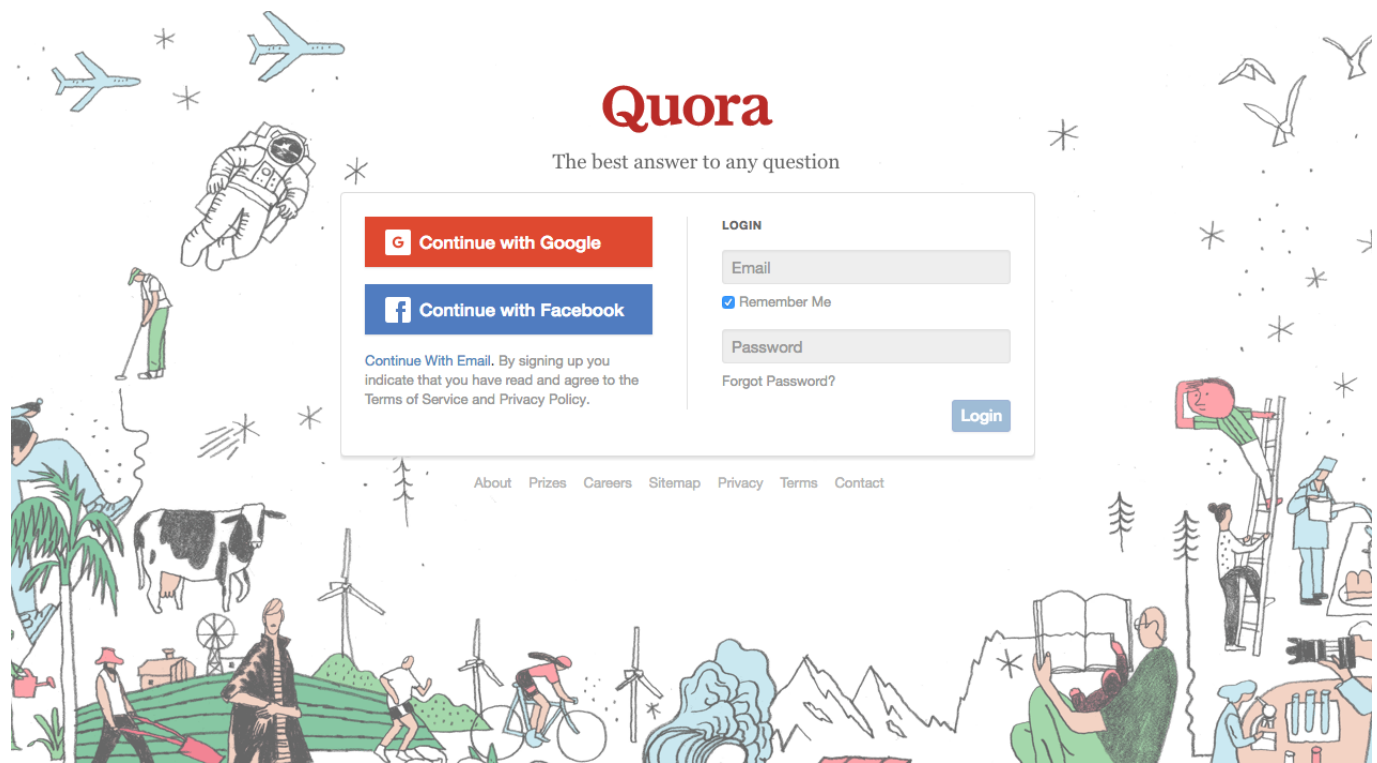 Quora
The best answer to any question
G Continue with Google
f Continue with Facebook
Continue With Email. By signing up you
indicate that you have read and agree to the
Terms of Service and Privacy Policy.
LOGIN
Email
Remember Me
Password
Forgot Password?
Login
About Prizes Careers Sitemap Privacy Terms Contact